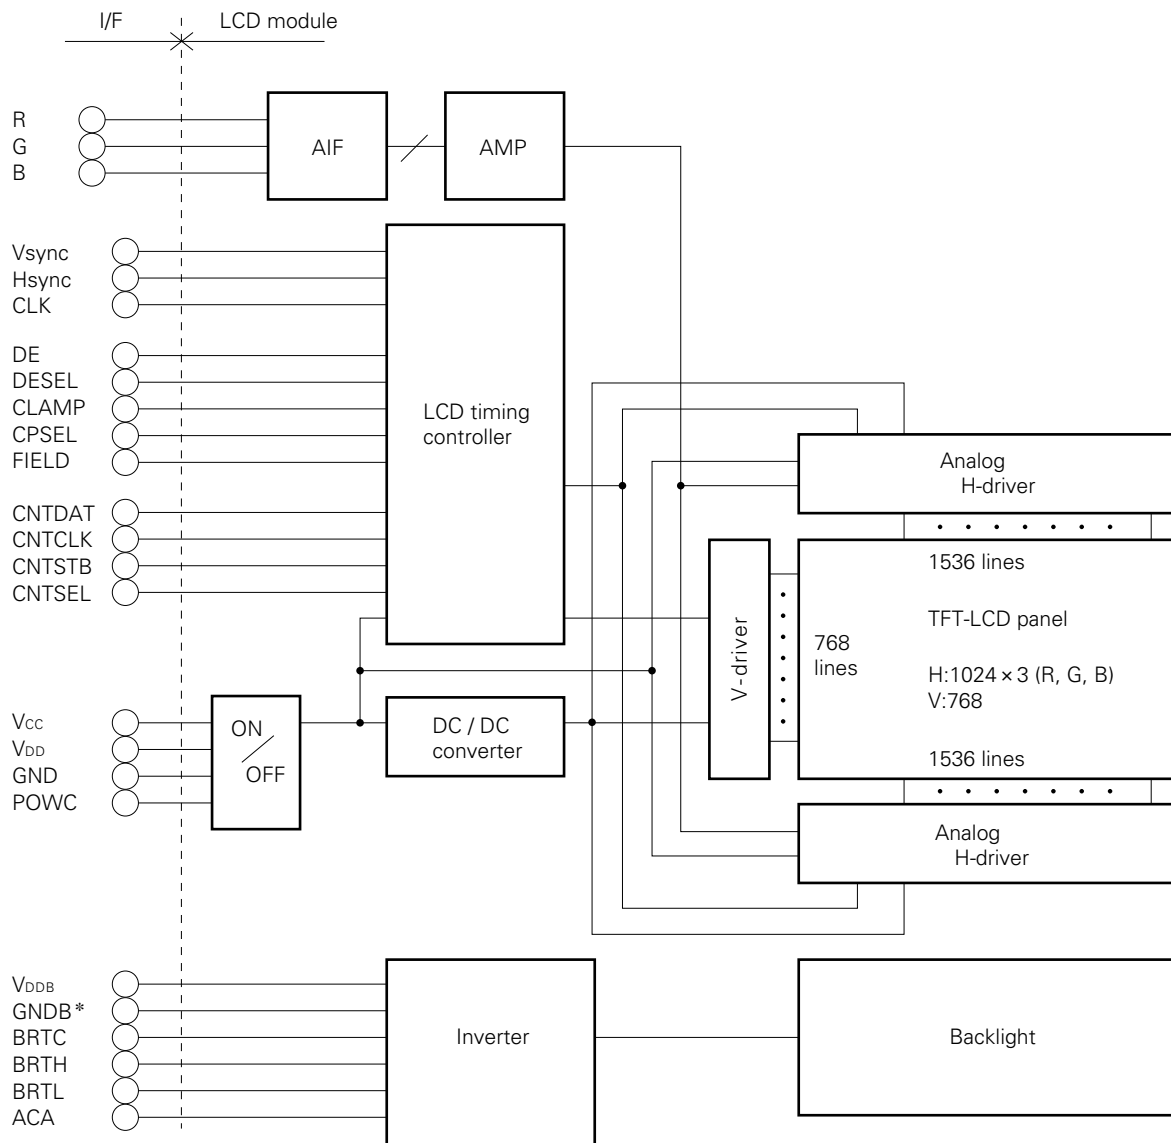 I/F
LCD module
R
G
B
AIF
AMP
Vsync
Hsync
CLK
DE
DESEL
CLAMP
CPSEL
FIELD
CNTDAT
CNTCLK
CNTSTB
CNTSEL
LCD timing
controller
Analog
H-driver
1536 lines
TFT-LCD panel
768
lines
H:1024 × 3 (R, G, B)
V:768
1536 lines
V-driver
VCC
VDD
GND
POWC
ON
OFF
DC / DC
converter
Analog
H-driver
VDDB
GNDB*
BRTC
BRTH
BRTL
ACA
Inverter
Backlight